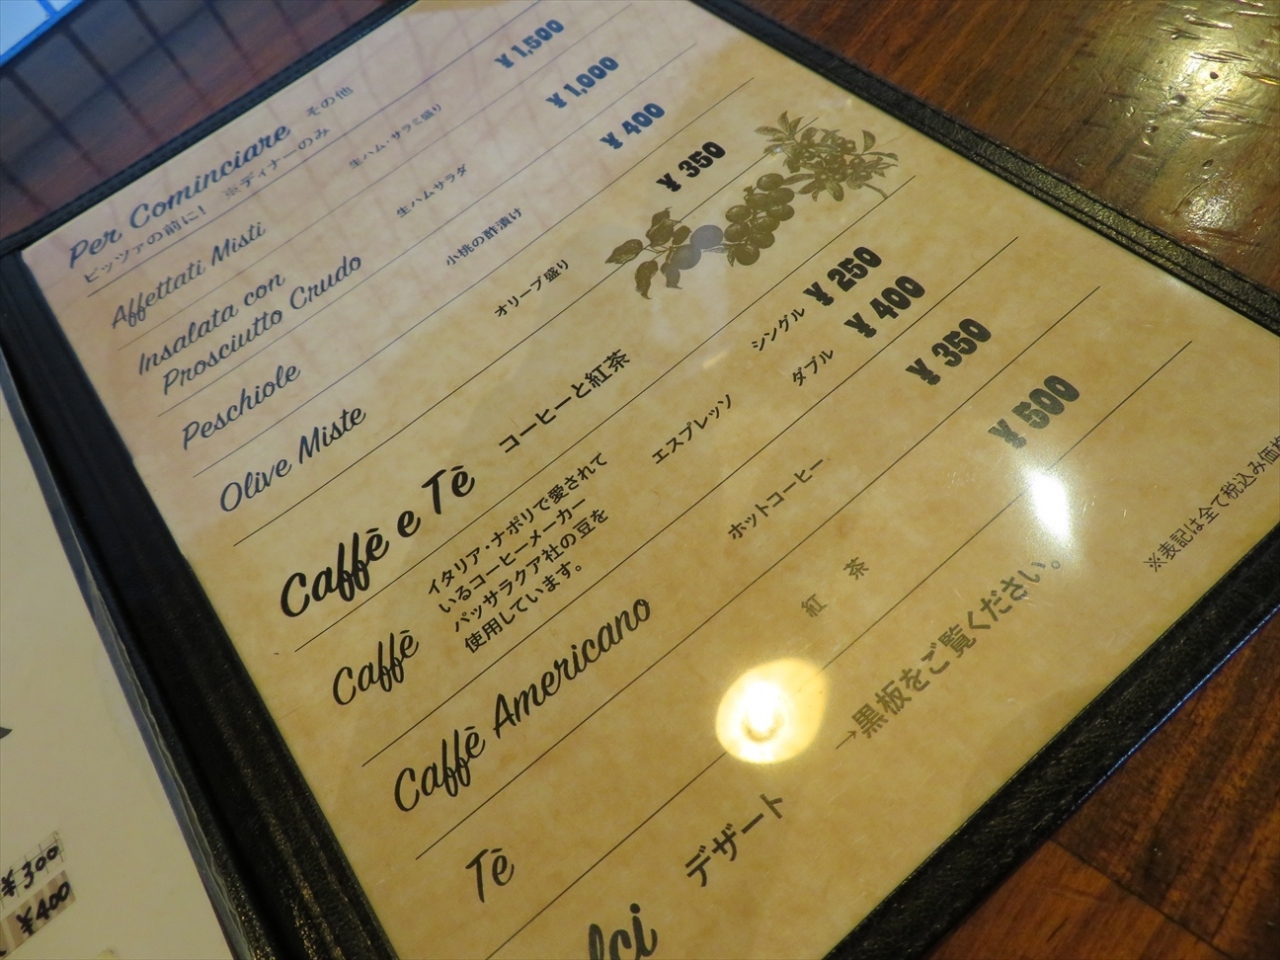 Per Cominciare その他
ピッツァの前に! ※ディナーのみ
Affettati Misti 生ハム・サラミ盛り ¥1,500
Insalata con
Prosciutto Crudo 生ハムサラダ ¥1,000
Peschiole 小桃の酢漬け ¥400
Olive Miste オリーブ盛り ¥350
Caffè e Tè コーヒーと紅茶
Caffè
イタリア・ナポリで愛されて
いるコーヒーメーカー
パッサラクア社の豆を
使用しています。
エスプレッソ シングル ¥250
ダブル ¥400
Caffè Americano ホットコーヒー ¥350
Tè 紅 茶 ¥500
lci デザート →黒板をご覧ください。
※表記は全て税込み価格
¥300
¥400